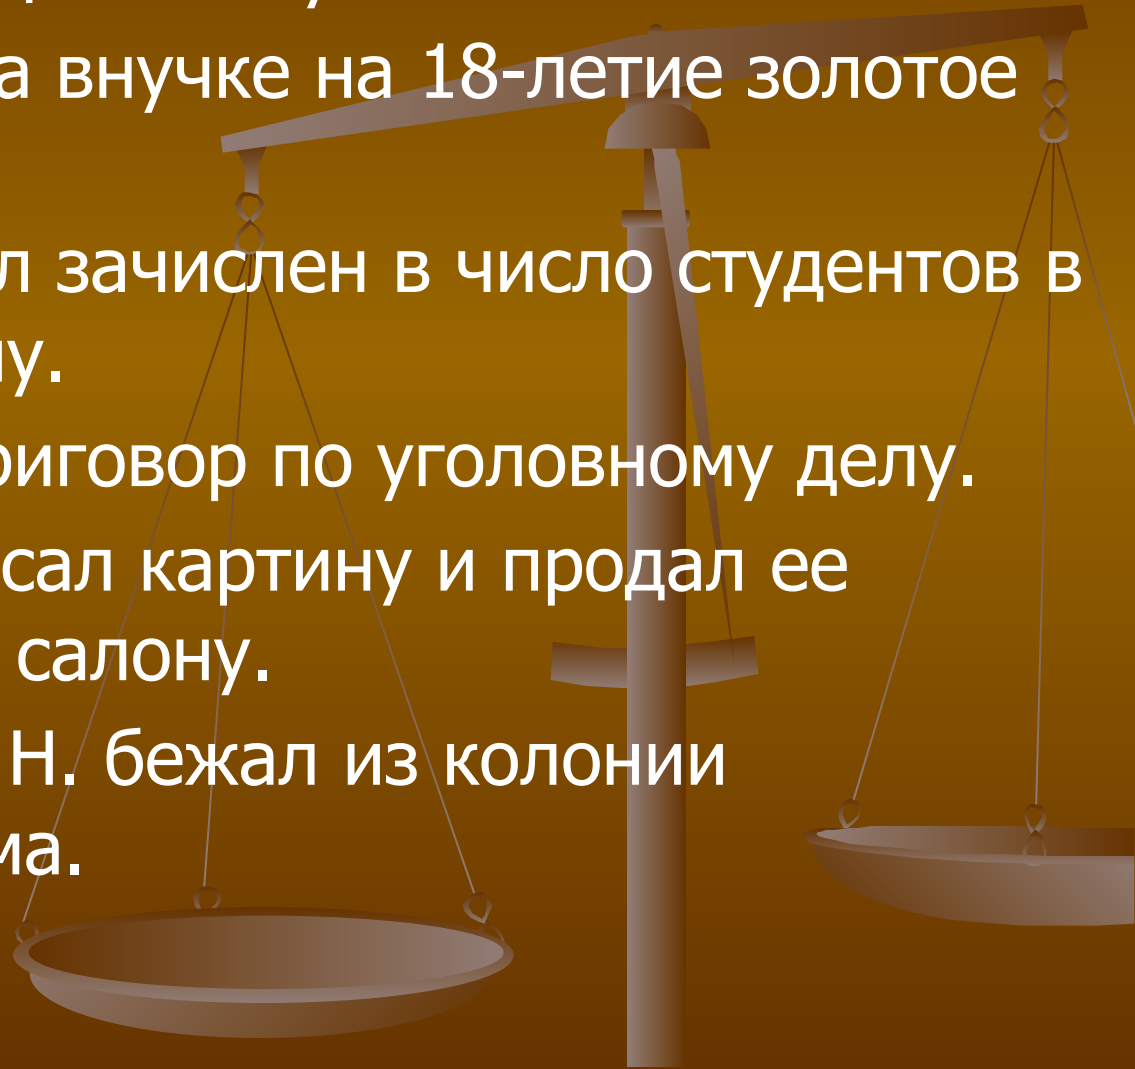 а внучке на 18-летие золотое
л зачислен в число студентов в
у.
риговор по уголовному делу.
сал картину и продал ее
салону.
Н. бежал из колонии
ма.